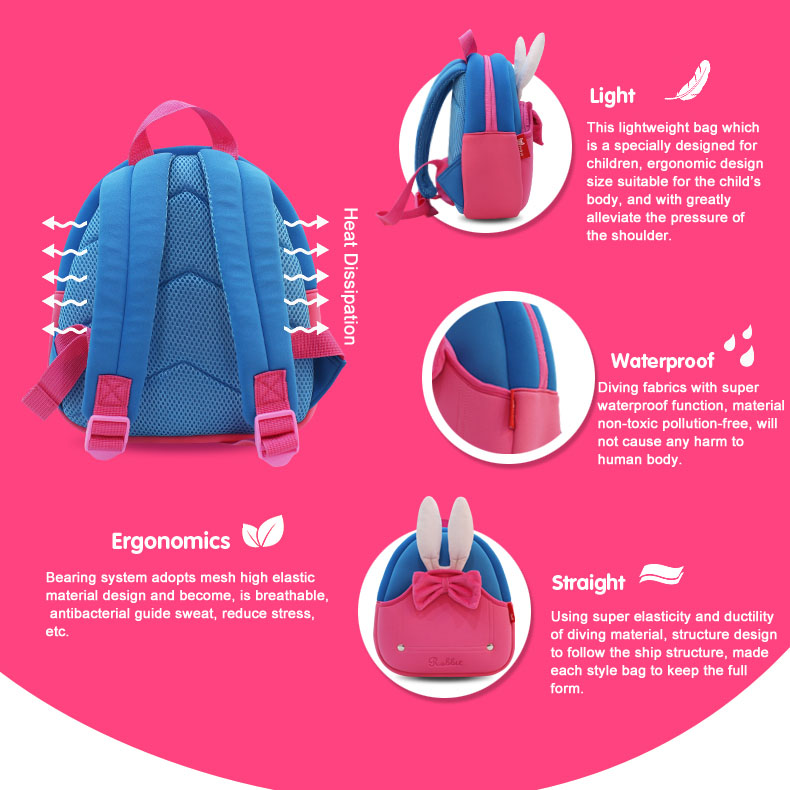 Light
This lightweight bag which
is a specially designed for
children, ergonomic design
size suitable for the child's
body, and with greatly
alleviate the pressure of
the shoulder.
Heat Dissipation
Waterproof
Diving fabrics with super
waterproof function, material
non-toxic pollution-free, will
not cause any harm to
human body.
Ergonomics
Bearing system adopts mesh high elastic
material design and become, is breathable,
antibacterial guide sweat, reduce stress,
etc.
Straight
Using super elasticity and ductility
of diving material, structure design
to follow the ship structure, made
each style bag to keep the full
form.
Rabbit